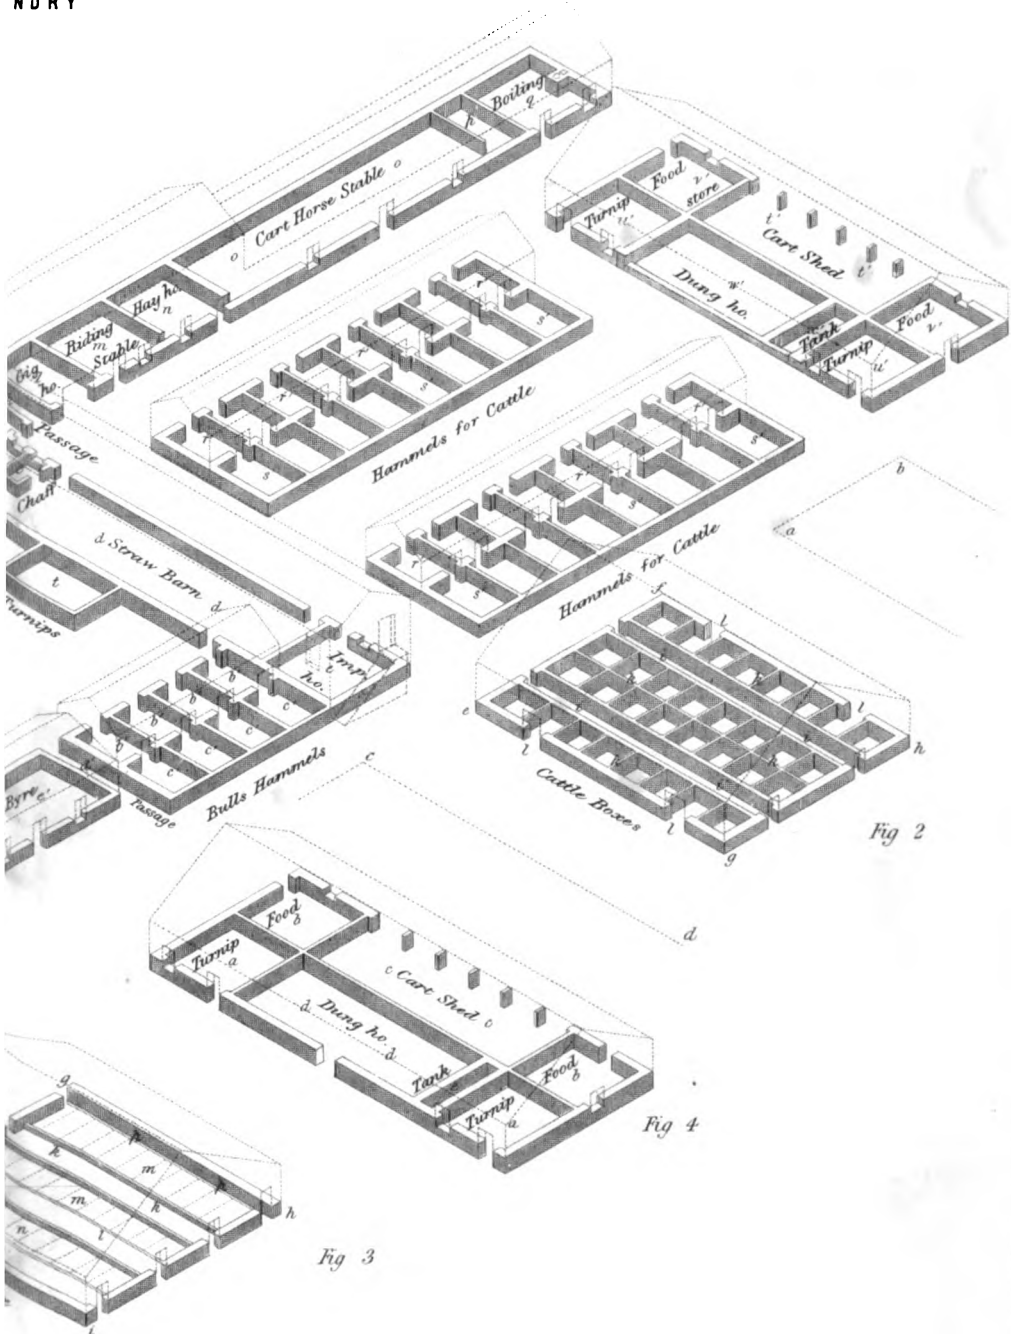 NDRY
Boiling
q
p
Cart Horse Stable o
o
Hay ho.
n
Riding
m
Stable
Gig
ho.
Passage
Chaff
Food
v'
store
Turnip
u'
t'
Cart Shed
t'
Dung ho.
w'
Tank
Food
v'
Turnip
u'
r s'
r s
r s
r s
Hammels for Cattle
r s'
r' s
r s
Hammels for Cattle
a
b
d Straw Barn
d
t
Turnips
Imp.
t
ho.
b c'
b' c
b c'
b' c
Bulls Hammels
Passage
Byre
e'
f
l
i
k
k
l
e
l
h
i
k
k
l
g
Cattle Boxes
Fig 2
c
d
Food
b
Turnip
a
c Cart Shed c
Dung ho.
d
d
Tank
e
Food
b
Turnip
a
Fig 4
g
p
k
m
p
m
k
h
n
l
i
Fig 3